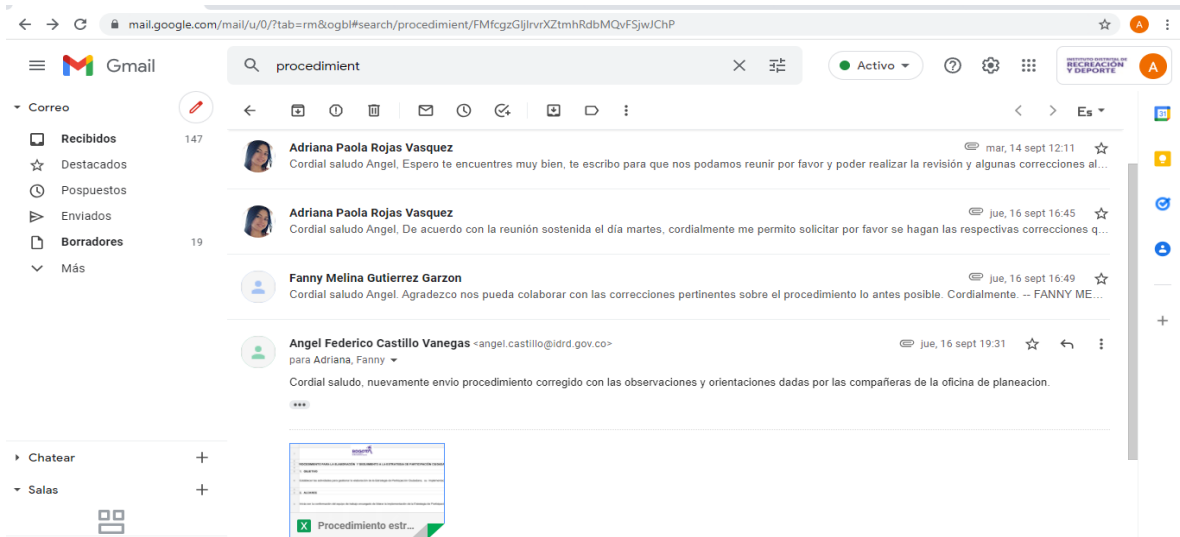 mail.google.com/mail/u/0/?tab=rm&ogbl#search/procedimient/FMfcgzGljlrvrXZtmhRdbMQvFSjwJChP
A
Gmail
procedimient
Activo
INSTITUTO DISTRITAL DE
RECREACIÓN
Y DEPORTE
A
Correo
Es
Recibidos 147
Destacados
Pospuestos
Enviados
Borradores 19
Más
Adriana Paola Rojas Vasquez mar, 14 sept 12:11
Cordial saludo Angel, Espero te encuentres muy bien, te escribo para que nos podamos reunir por favor y poder realizar la revisión y algunas correcciones al...
Adriana Paola Rojas Vasquez jue, 16 sept 16:45
Cordial saludo Angel, De acuerdo con la reunión sostenida el día martes, cordialmente me permito solicitar por favor se hagan las respectivas correcciones q...
Fanny Melina Gutierrez Garzon jue, 16 sept 16:49
Cordial saludo Angel. Agradezco nos pueda colaborar con las correcciones pertinentes sobre el procedimiento lo antes posible. Cordialmente. -- FANNY ME...
Angel Federico Castillo Vanegas <angel.castillo@idrd.gov.co> jue, 16 sept 19:31
para Adriana, Fanny
Cordial saludo, nuevamente envio procedimiento corregido con las observaciones y orientaciones dadas por las compañeras de la oficina de planeacion.
Chatear
Salas
X Procedimiento estr...
31